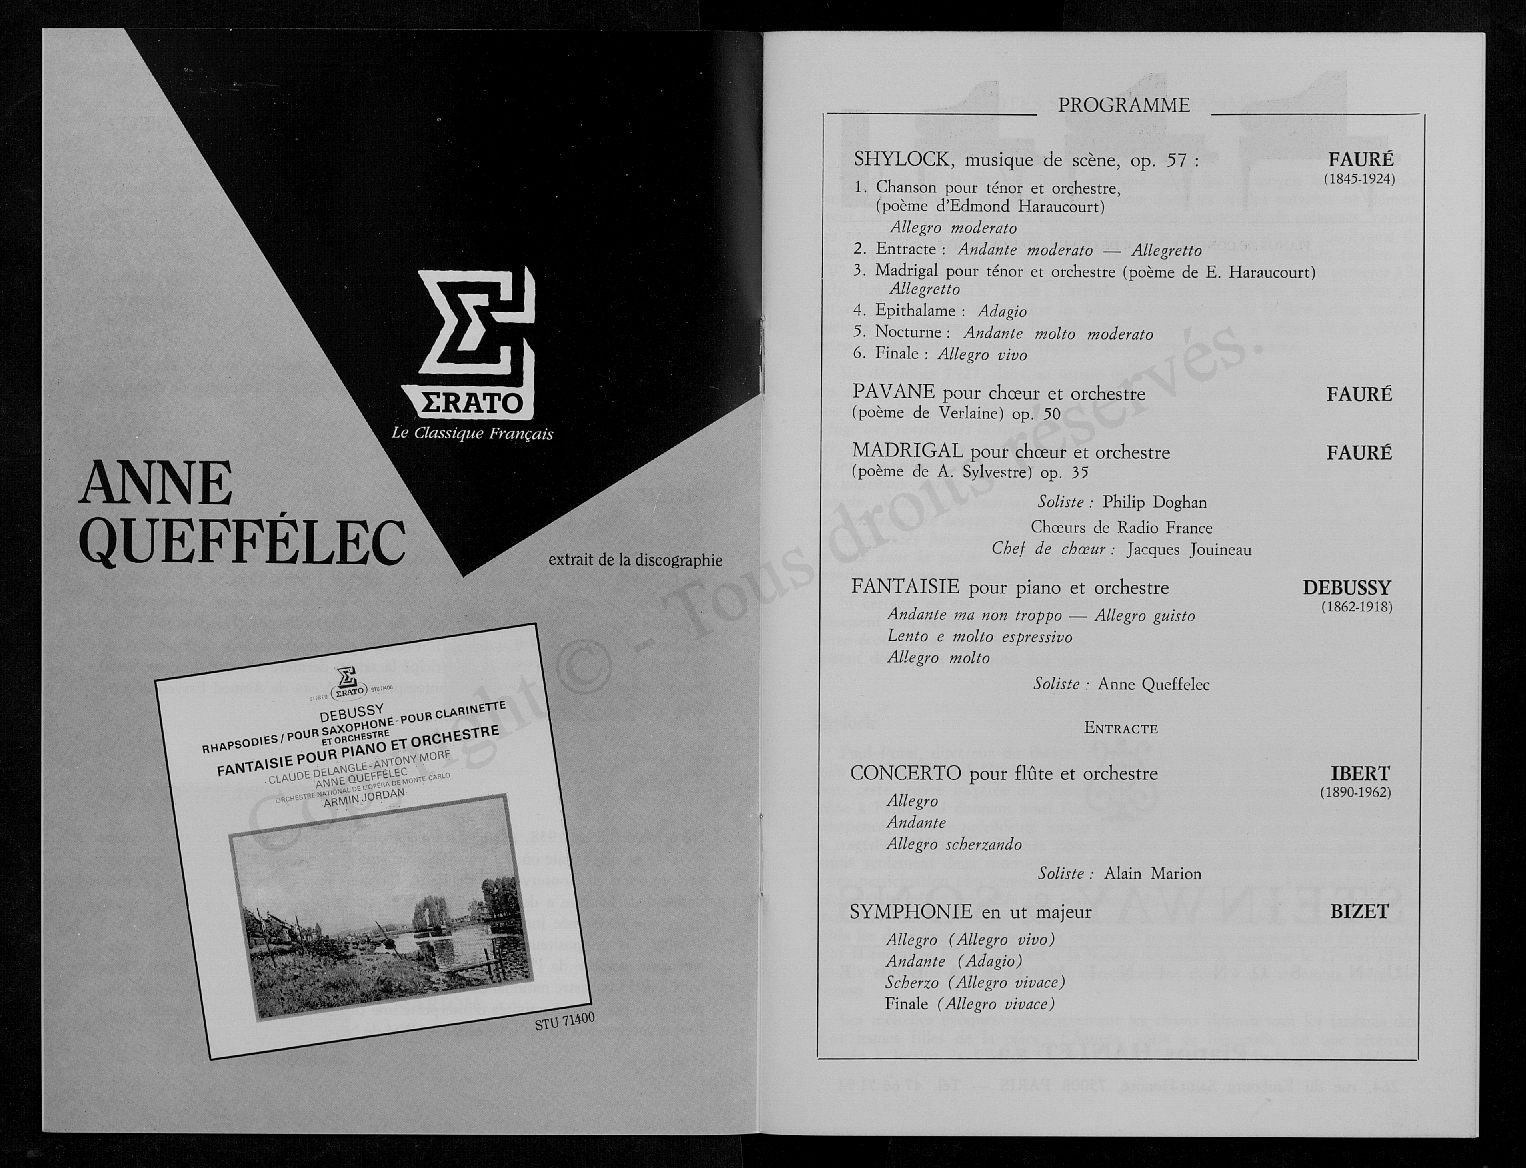 ΣRATO
Le Classique Français
ANNE
QUEFFÉLEC
extrait de la discographie
ΣRATO
DEBUSSY
RHAPSODIES / POUR SAXOPHONE - POUR CLARINETTE
ET ORCHESTRE
FANTAISIE POUR PIANO ET ORCHESTRE
CLAUDE DELANGLE - ANTONY MORF
ANNE QUEFFELEC
ORCHESTRE NATIONAL DE L'OPERA DE MONTE-CARLO
ARMIN JORDAN
STU 71400
PROGRAMME
SHYLOCK, musique de scène, op. 57 : FAURÉ
(1845-1924)
1. Chanson pour ténor et orchestre,
(poème d'Edmond Haraucourt)
Allegro moderato
2. Entracte : Andante moderato — Allegretto
3. Madrigal pour ténor et orchestre (poème de E. Haraucourt)
Allegretto
4. Epithalame : Adagio
5. Nocturne : Andante molto moderato
6. Finale : Allegro vivo
PAVANE pour chœur et orchestre FAURÉ
(poème de Verlaine) op. 50
MADRIGAL pour chœur et orchestre FAURÉ
(poème de A. Sylvestre) op. 35
Soliste : Philip Doghan
Chœurs de Radio France
Chef de chœur : Jacques Jouineau
FANTAISIE pour piano et orchestre DEBUSSY
(1862-1918)
Andante ma non troppo — Allegro guisto
Lento e molto espressivo
Allegro molto
Soliste : Anne Queffelec
ENTRACTE
CONCERTO pour flûte et orchestre IBERT
(1890-1962)
Allegro
Andante
Allegro scherzando
Soliste : Alain Marion
SYMPHONIE en ut majeur BIZET
Allegro (Allegro vivo)
Andante (Adagio)
Scherzo (Allegro vivace)
Finale (Allegro vivace)
Copyright © - Tous droits réservés.